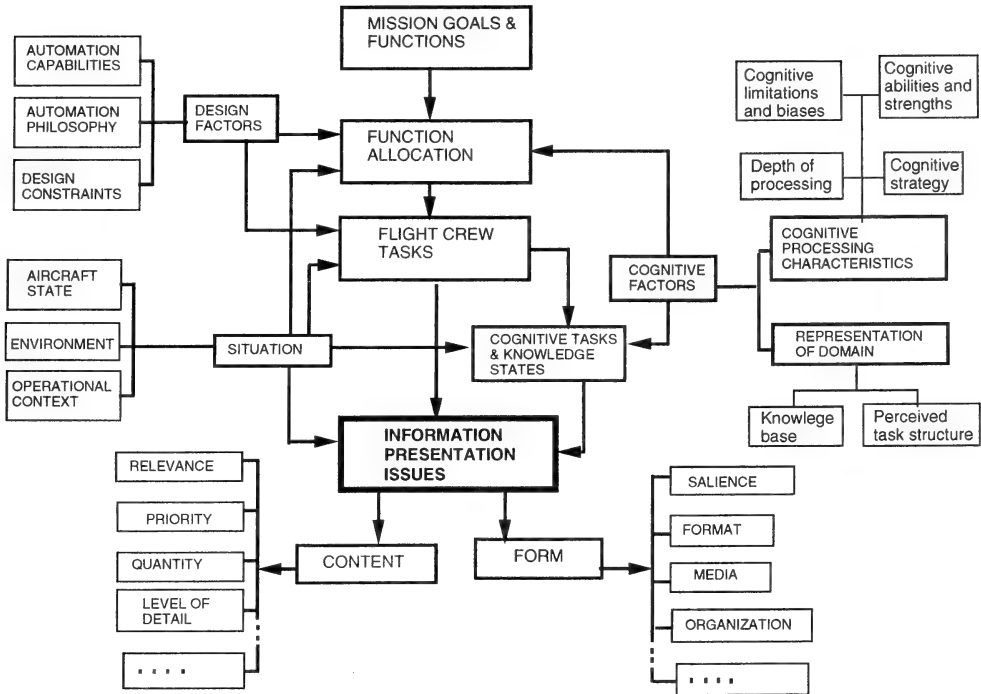 MISSION GOALS &
FUNCTIONS
AUTOMATION
CAPABILITIES
AUTOMATION
PHILOSOPHY
DESIGN
CONSTRAINTS
DESIGN
FACTORS
FUNCTION
ALLOCATION
FLIGHT CREW
TASKS
Cognitive
limitations
and biases
Cognitive
abilities and
strengths
Depth of
processing
Cognitive
strategy
COGNITIVE
PROCESSING
CHARACTERISTICS
COGNITIVE
FACTORS
REPRESENTATION
OF DOMAIN
Knowlege
base
Perceived
task structure
AIRCRAFT
STATE
ENVIRONMENT
OPERATIONAL
CONTEXT
SITUATION
COGNITIVE TASKS
& KNOWLEDGE
STATES
INFORMATION
PRESENTATION
ISSUES
RELEVANCE
PRIORITY
QUANTITY
LEVEL OF
DETAIL
. . . .
CONTENT
FORM
SALIENCE
FORMAT
MEDIA
ORGANIZATION
. . . .